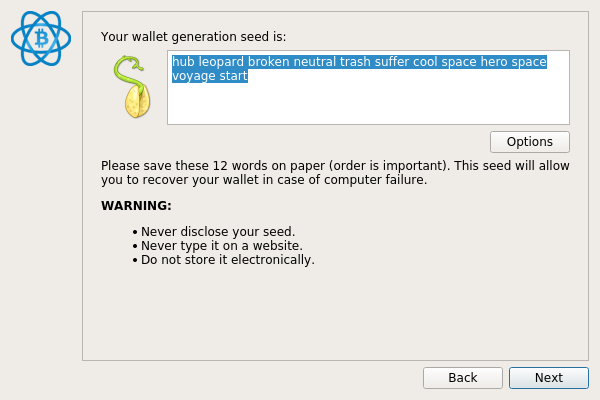 Your wallet generation seed is:
hub leopard broken neutral trash suffer cool space hero space
voyage start
Options
Please save these 12 words on paper (order is important). This seed will allow
you to recover your wallet in case of computer failure.
WARNING:
• Never disclose your seed.
• Never type it on a website.
• Do not store it electronically.
Back Next